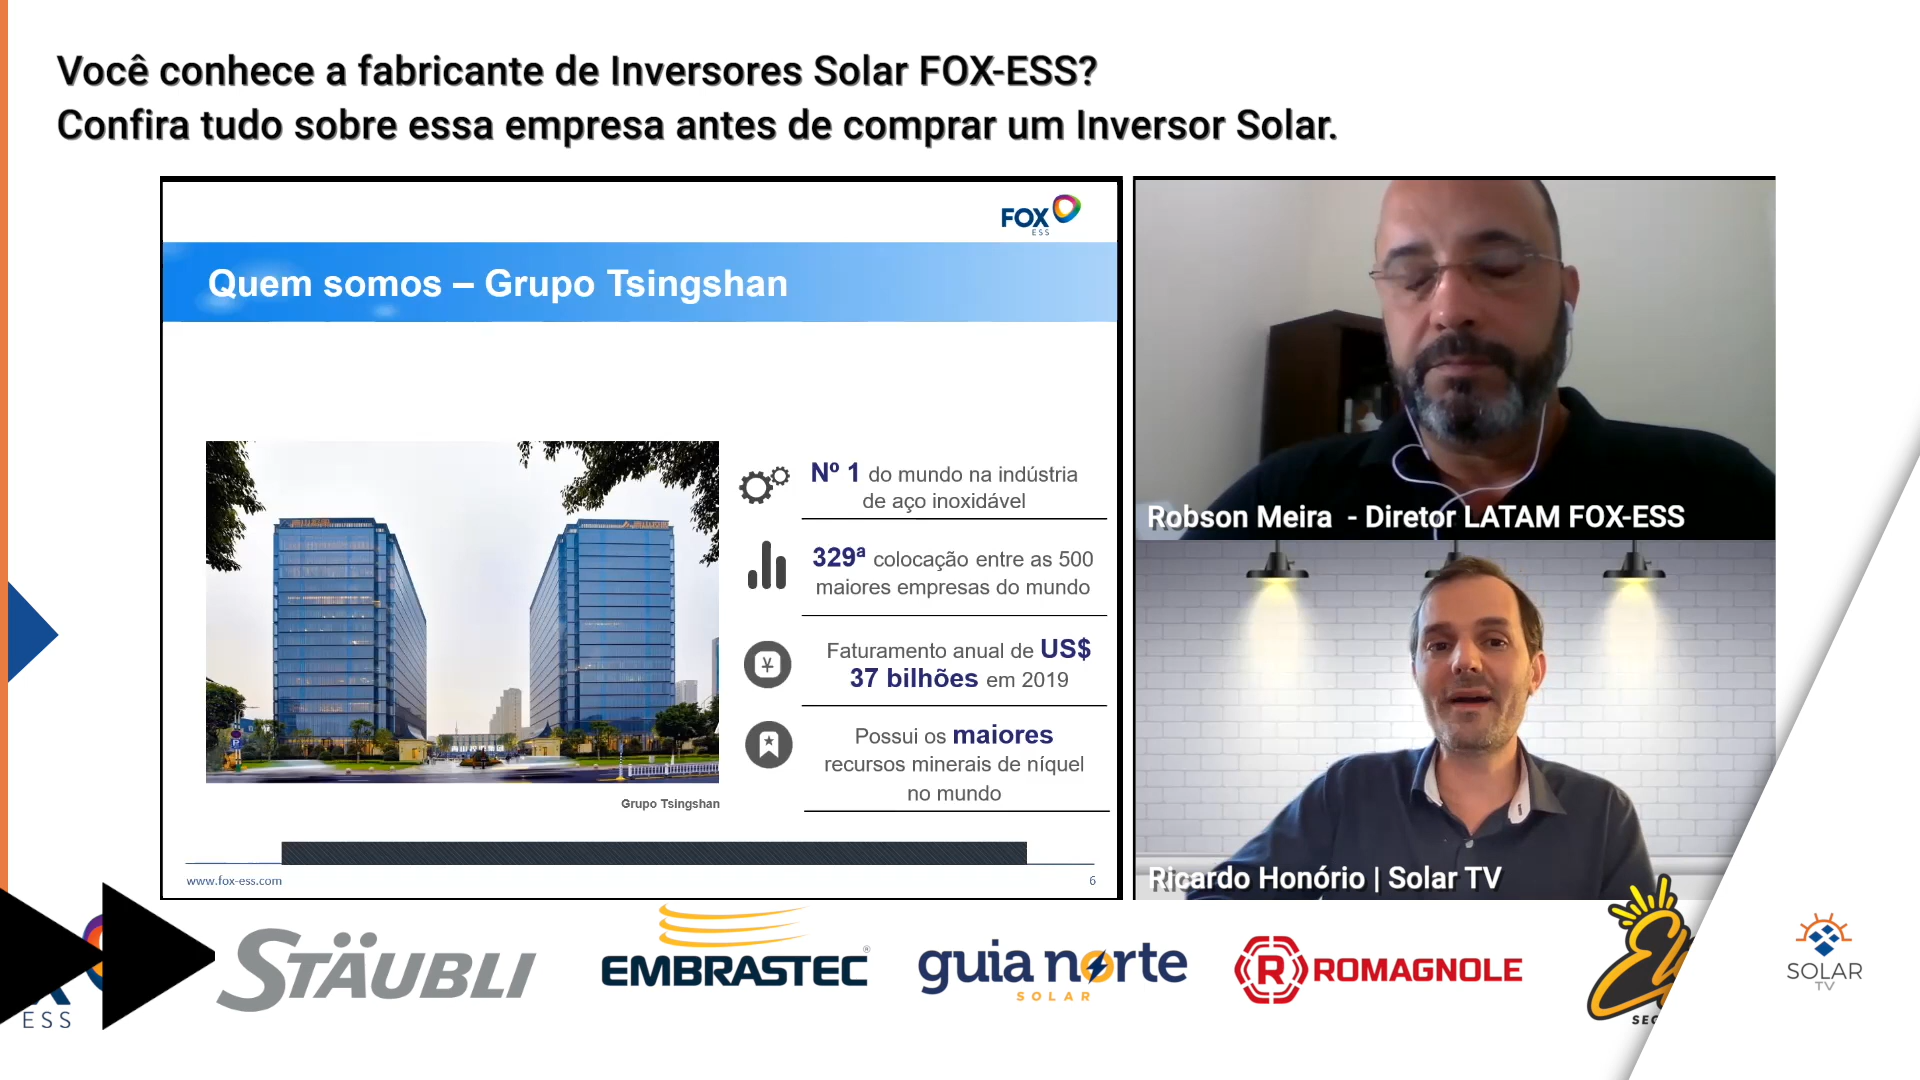 Você conhece a fabricante de Inversores Solar FOX-ESS?
Confira tudo sobre essa empresa antes de comprar um Inversor Solar.
FOX
ESS
Quem somos – Grupo Tsingshan
Nº 1 do mundo na indústria
de aço inoxidável
329ª colocação entre as 500
maiores empresas do mundo
Faturamento anual de US$
37 bilhões em 2019
¥
Possui os maiores
recursos minerais de níquel
no mundo
P
Grupo Tsingshan
www.fox-ess.com
6
Robson Meira - Diretor LATAM FOX-ESS
Ricardo Honório | Solar TV
ESS
STÄUBLI
EMBRASTEC®
guia norte
SOLAR
R ROMAGNOLE
SOLAR
TV